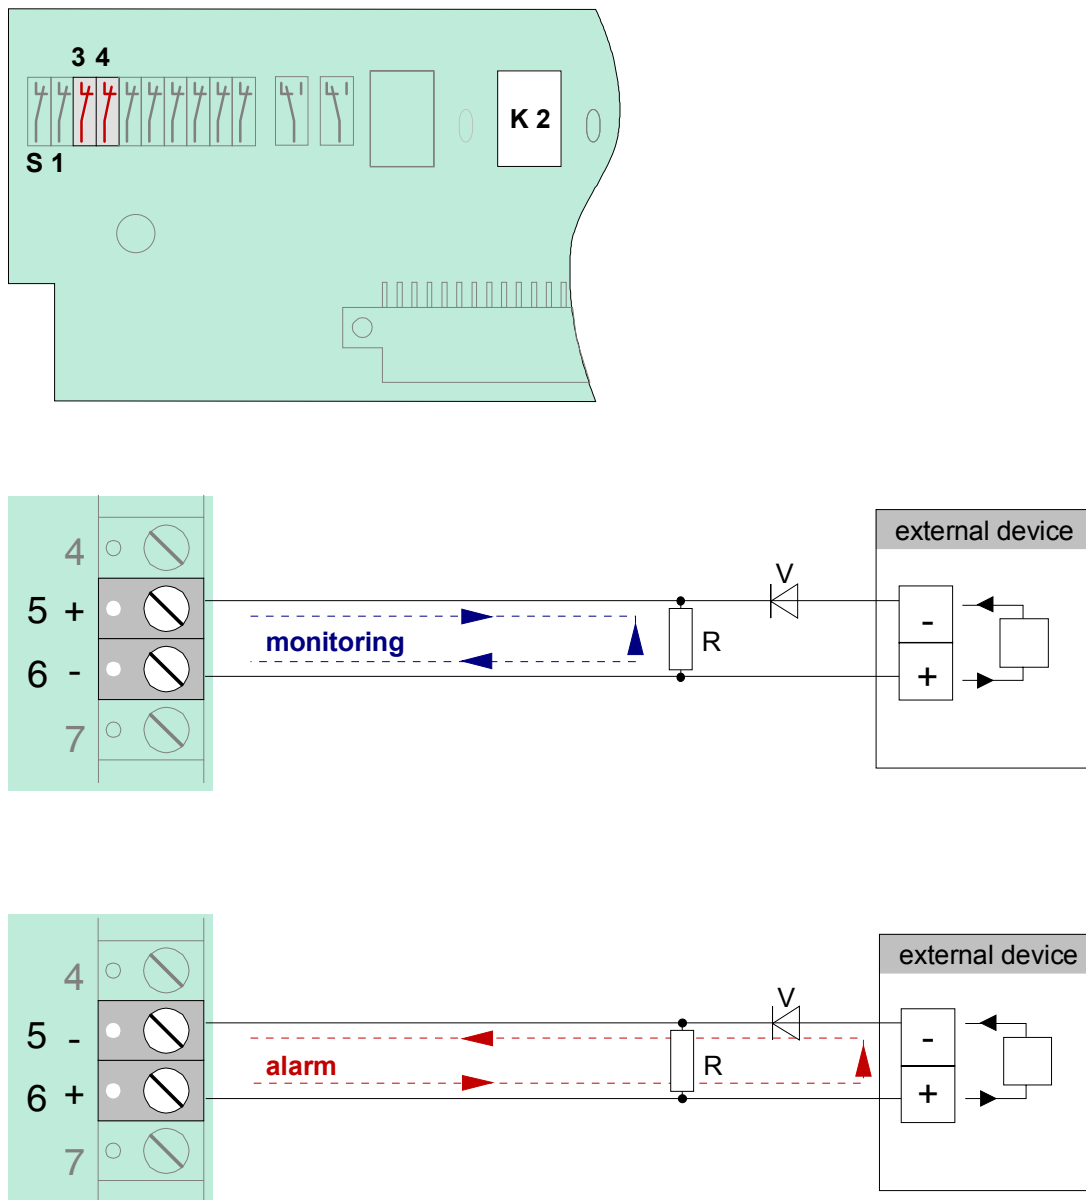 3 4
K 2
S 1
external device
4
V
5 +
-
monitoring
R
6 -
+
7
external device
4
V
5 -
-
alarm
R
6 +
+
7